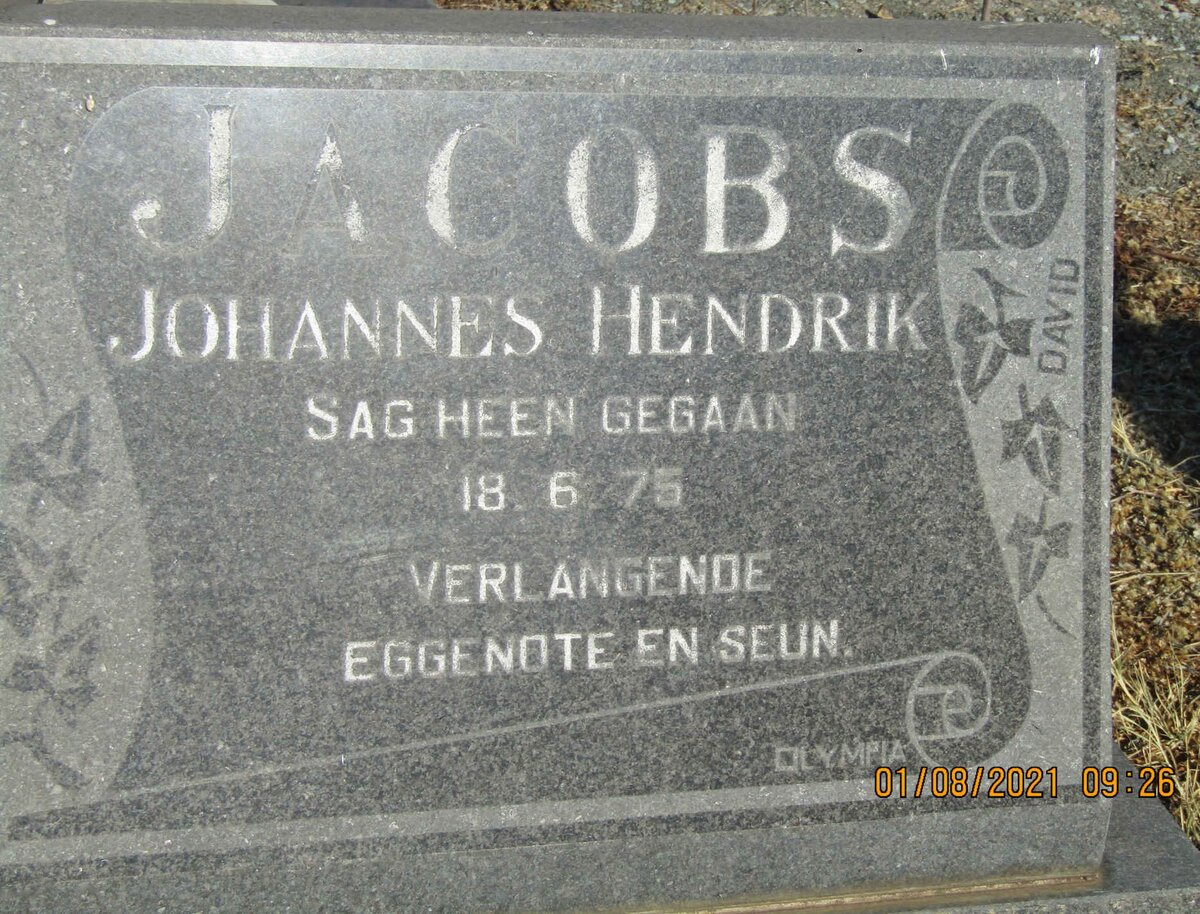 JACOBS
JOHANNES HENDRIK
SAG HEEN GEGAAN
18. 6. 75
VERLANGENDE
EGGENOTE EN SEUN.
DAVID
OLYMPIA
01/08/2021 09:26